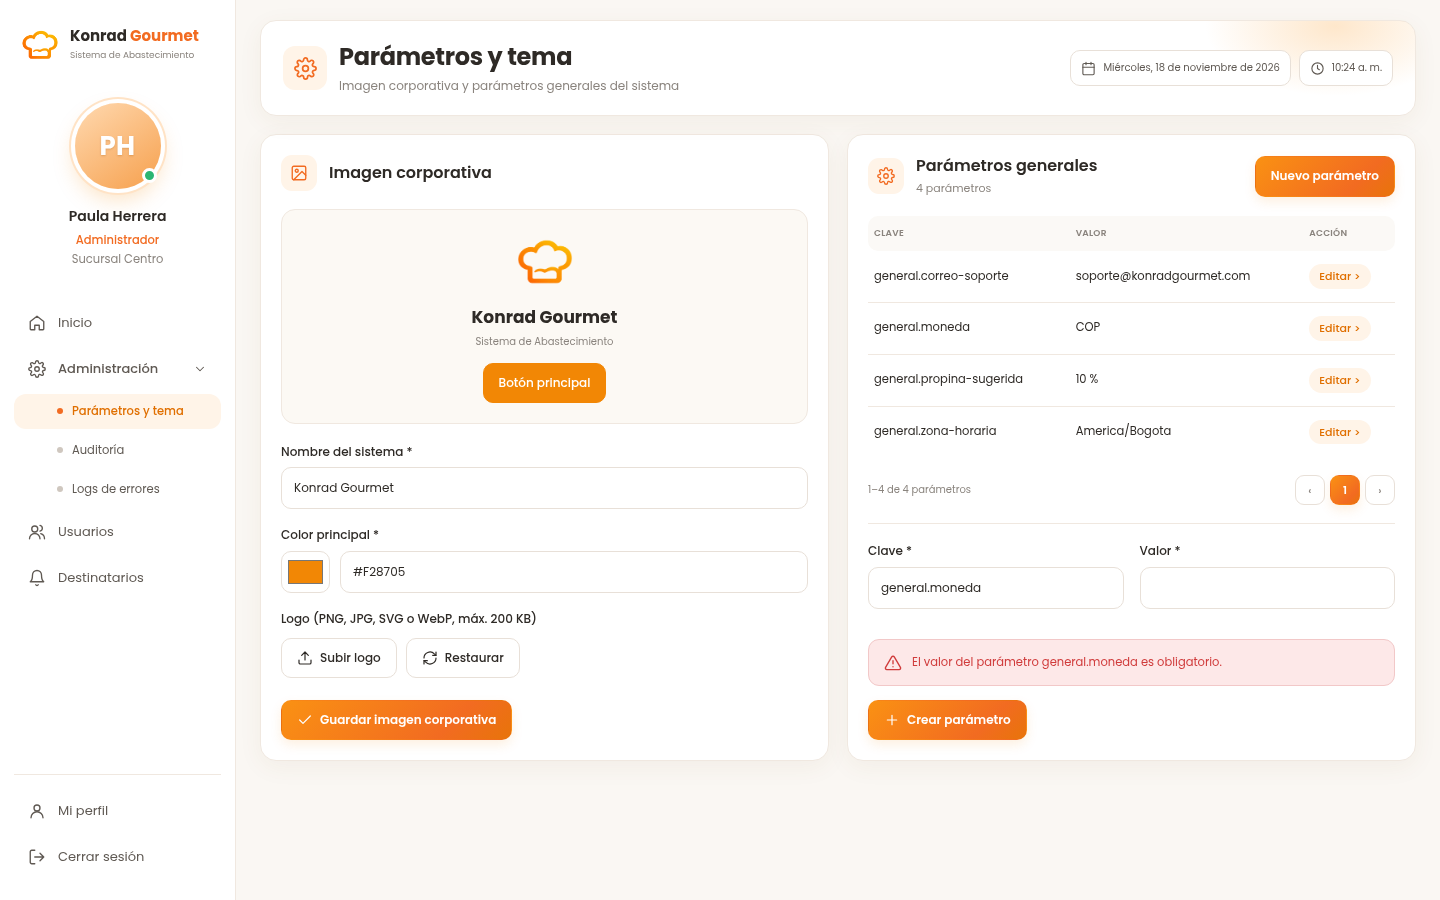 Konrad Gourmet
Sistema de Abastecimiento
PH
Paula Herrera
Administrador
Sucursal Centro
Inicio
Administración
Parámetros y tema
Auditoría
Logs de errores
Usuarios
Destinatarios
Mi perfil
Cerrar sesión
Parámetros y tema
Imagen corporativa y parámetros generales del sistema
Miércoles, 18 de noviembre de 2026
10:24 a. m.
Imagen corporativa
Konrad Gourmet
Sistema de Abastecimiento
Botón principal
Nombre del sistema *
Konrad Gourmet
Color principal *
#F28705
Logo (PNG, JPG, SVG o WebP, máx. 200 KB)
Subir logo
Restaurar
Guardar imagen corporativa
Parámetros generales
4 parámetros
Nuevo parámetro
CLAVE VALOR ACCIÓN
general.correo-soporte soporte@konradgourmet.com Editar ›
general.moneda COP Editar ›
general.propina-sugerida 10 % Editar ›
general.zona-horaria America/Bogota Editar ›
1–4 de 4 parámetros
‹ 1 ›
Clave * Valor *
general.moneda
El valor del parámetro general.moneda es obligatorio.
Crear parámetro